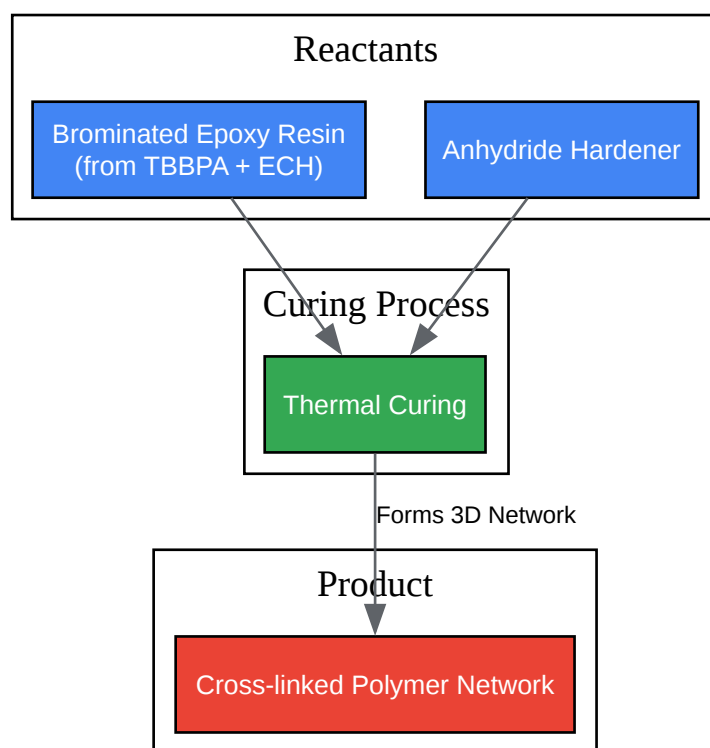 Reactants
Brominated Epoxy Resin
(from TBBPA + ECH)
Anhydride Hardener
Curing Process
Thermal Curing
Forms 3D Network
Product
Cross-linked Polymer Network